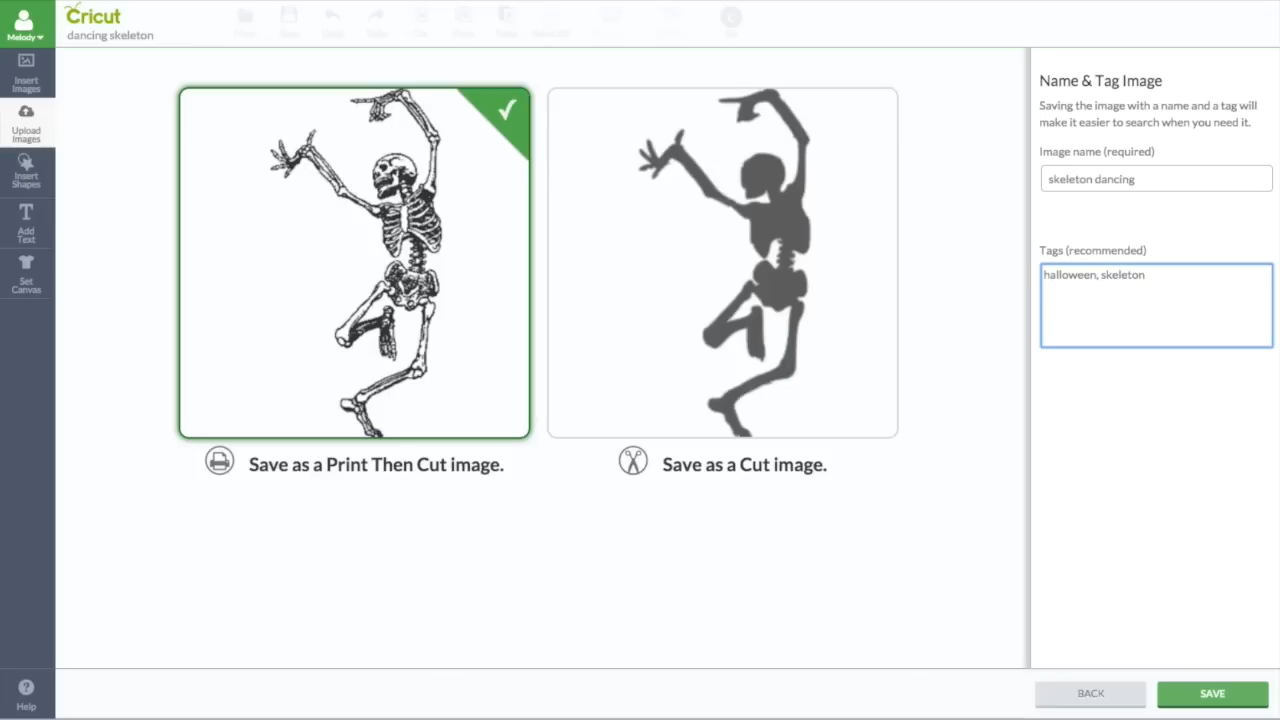 Melody
Cricut
dancing skeleton
Insert
Images
Upload
Images
Insert
Shapes
Add
Text
Set
Canvas
Help
Save as a Print Then Cut image.
Save as a Cut image.
Name & Tag Image
Saving the image with a name and a tag will
make it easier to search when you need it.
Image name (required)
skeleton dancing
Tags (recommended)
halloween, skeleton
BACK
SAVE